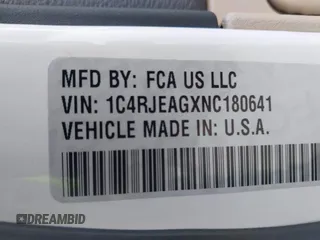 MFD BY: FCA US LLC
VIN: 1C4RJEAGXNC180641
VEHICLE MADE IN: U.S.A.
DREAMBID